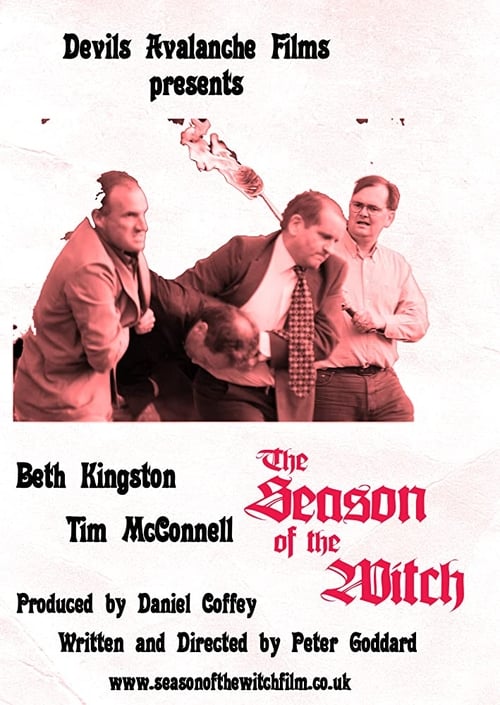 Devils Avalanche Films
presents
Beth Kingston
Tim McConnell
The
Season
of the
Witch
Produced by Daniel Coffey
Written and Directed by Peter Goddard
www.seasonofthewitchfilm.co.uk